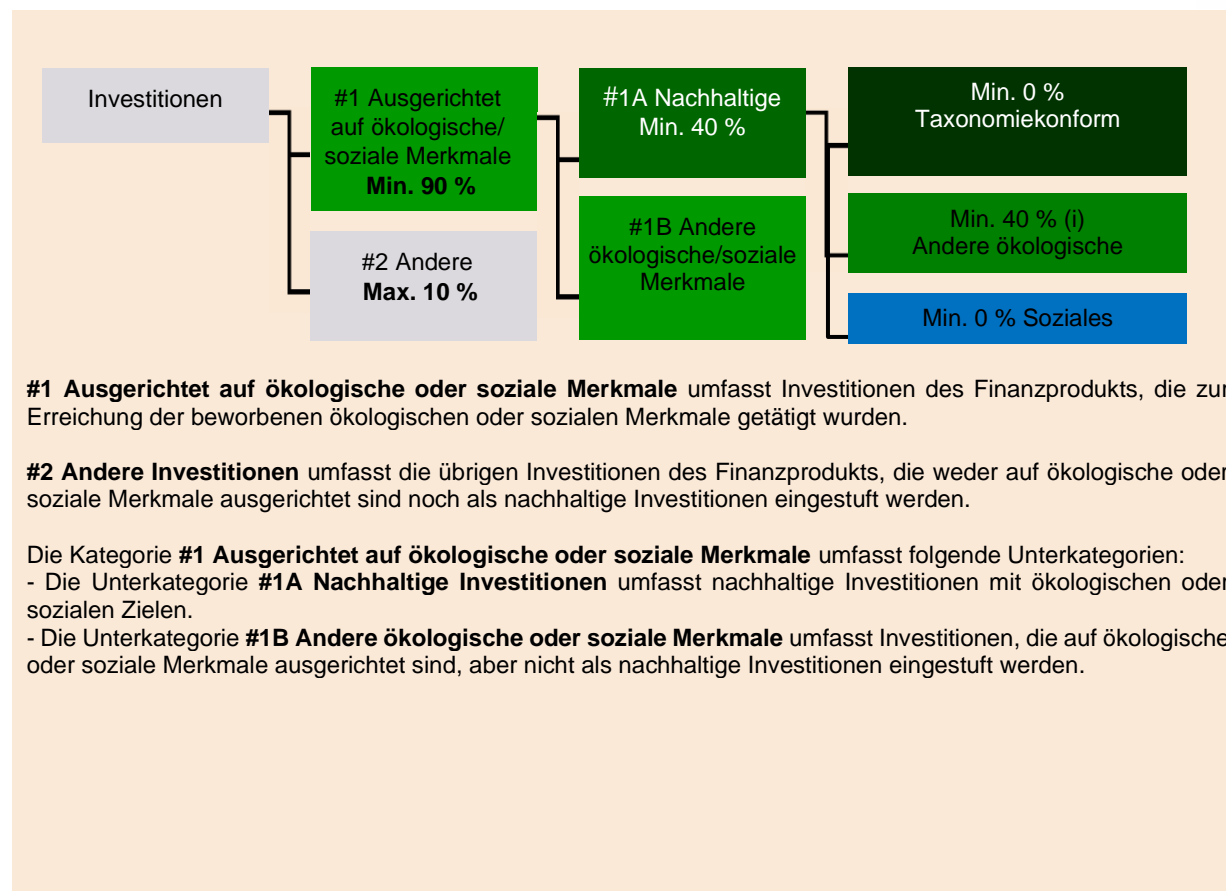 Investitionen
#1 Ausgerichtet
auf ökologische/
soziale Merkmale
Min. 90 %
#2 Andere
Max. 10 %
#1A Nachhaltige
Min. 40 %
#1B Andere
ökologische/soziale
Merkmale
Min. 0 %
Taxonomiekonform
Min. 40 % (i)
Andere ökologische
Min. 0 % Soziales
#1 Ausgerichtet auf ökologische oder soziale Merkmale umfasst Investitionen des Finanzprodukts, die zur
Erreichung der beworbenen ökologischen oder sozialen Merkmale getätigt wurden.
#2 Andere Investitionen umfasst die übrigen Investitionen des Finanzprodukts, die weder auf ökologische oder
soziale Merkmale ausgerichtet sind noch als nachhaltige Investitionen eingestuft werden.
Die Kategorie #1 Ausgerichtet auf ökologische oder soziale Merkmale umfasst folgende Unterkategorien:
- Die Unterkategorie #1A Nachhaltige Investitionen umfasst nachhaltige Investitionen mit ökologischen oder
sozialen Zielen.
- Die Unterkategorie #1B Andere ökologische oder soziale Merkmale umfasst Investitionen, die auf ökologische
oder soziale Merkmale ausgerichtet sind, aber nicht als nachhaltige Investitionen eingestuft werden.